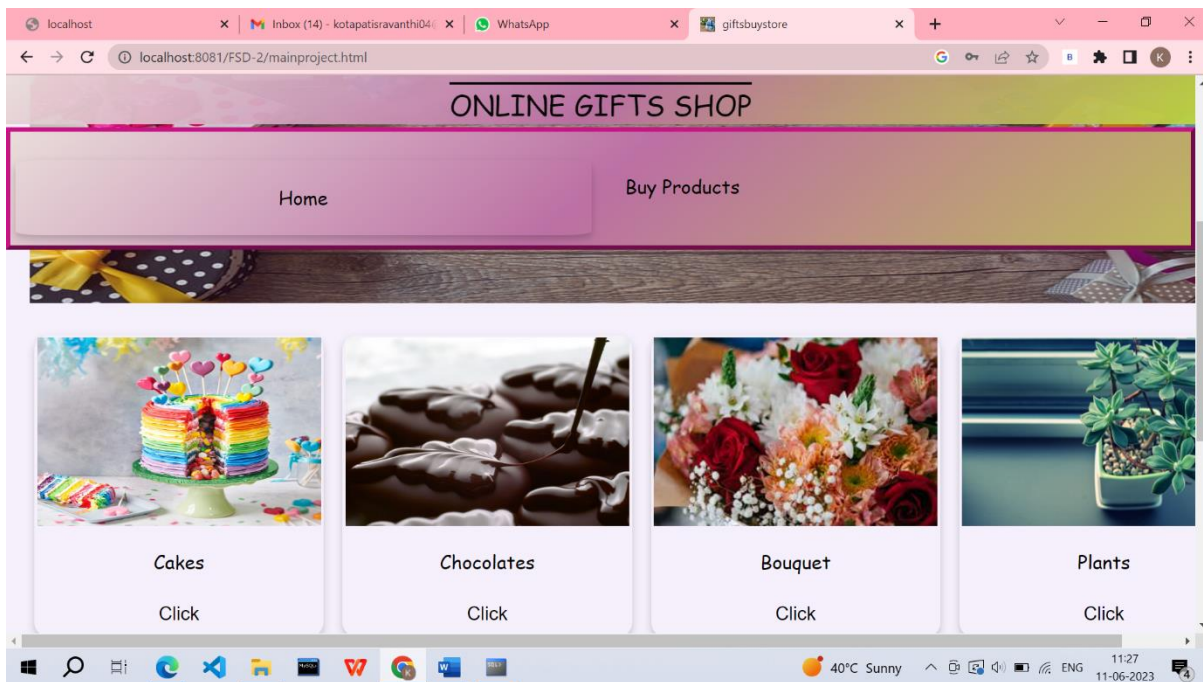 localhost
Inbox (14) - kotapatisravanthi04
WhatsApp
giftsbuystore
localhost:8081/FSD-2/mainproject.html
B
K
ONLINE GIFTS SHOP
Home
Buy Products
Cakes
Chocolates
Bouquet
Plants
Click
Click
Click
Click
40°C Sunny
ENG
11:27
11-06-2023
4